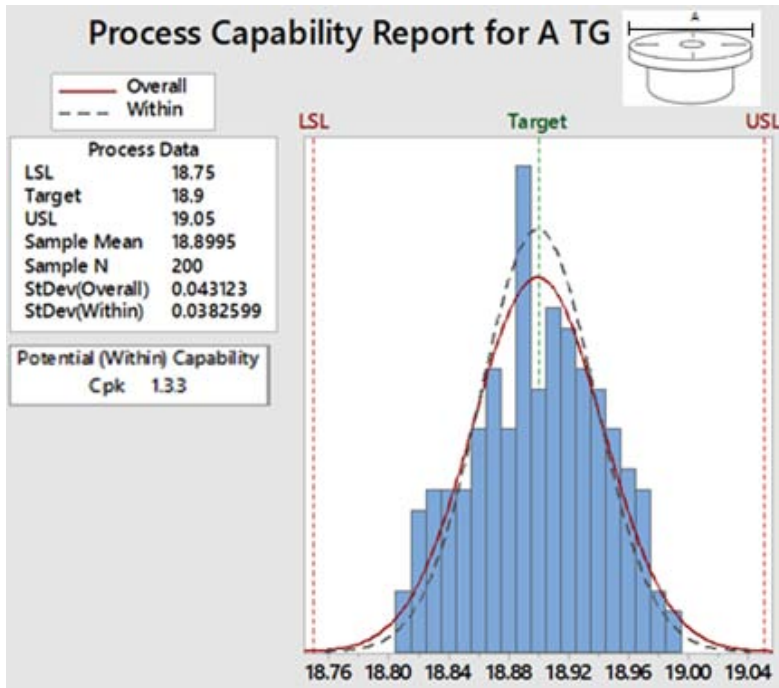 Process Capability Report for A TG
A
Overall
Within
Process Data
LSL 18.75
Target 18.9
USL 19.05
Sample Mean 18.8995
Sample N 200
StDev(Overall) 0.043123
StDev(Within) 0.0382599
Potential (Within) Capability
Cpk 1.33
LSL Target USL
18.76 18.80 18.84 18.88 18.92 18.96 19.00 19.04